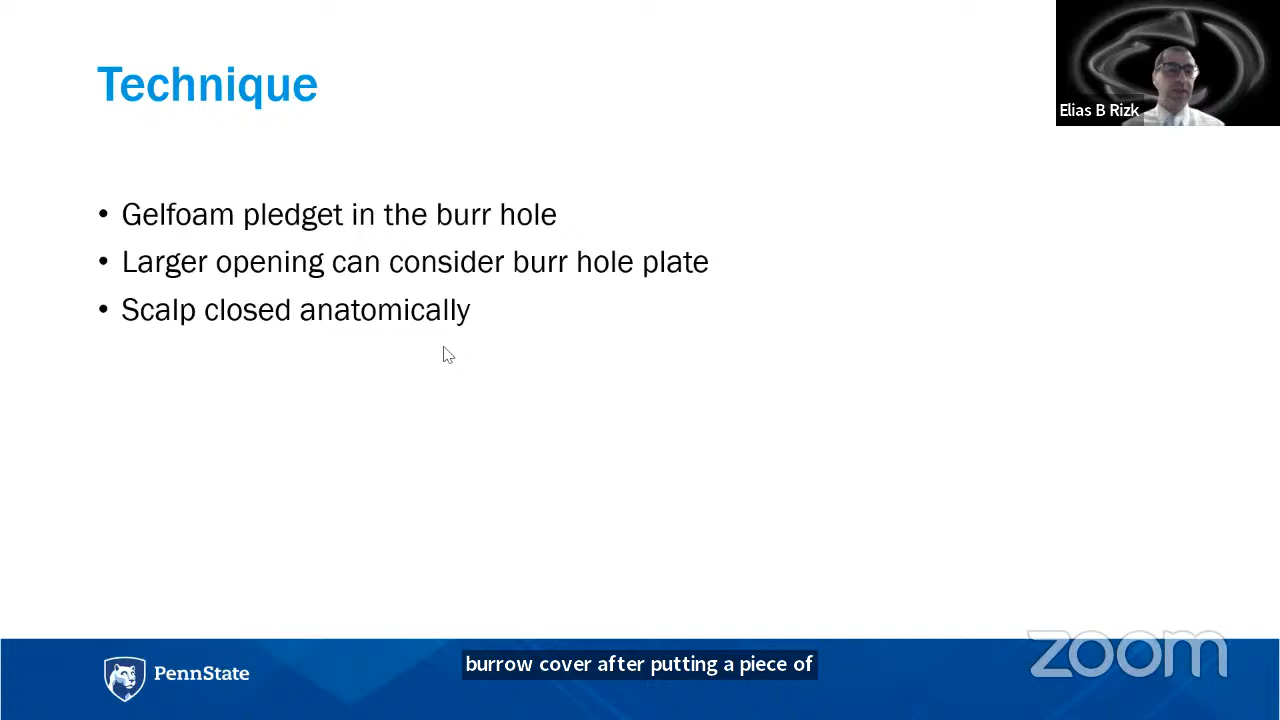 Technique
Elias B Rizk
• Gelfoam pledget in the burr hole
• Larger opening can consider burr hole plate
• Scalp closed anatomically
burrow cover after putting a piece of
PennState
zoom